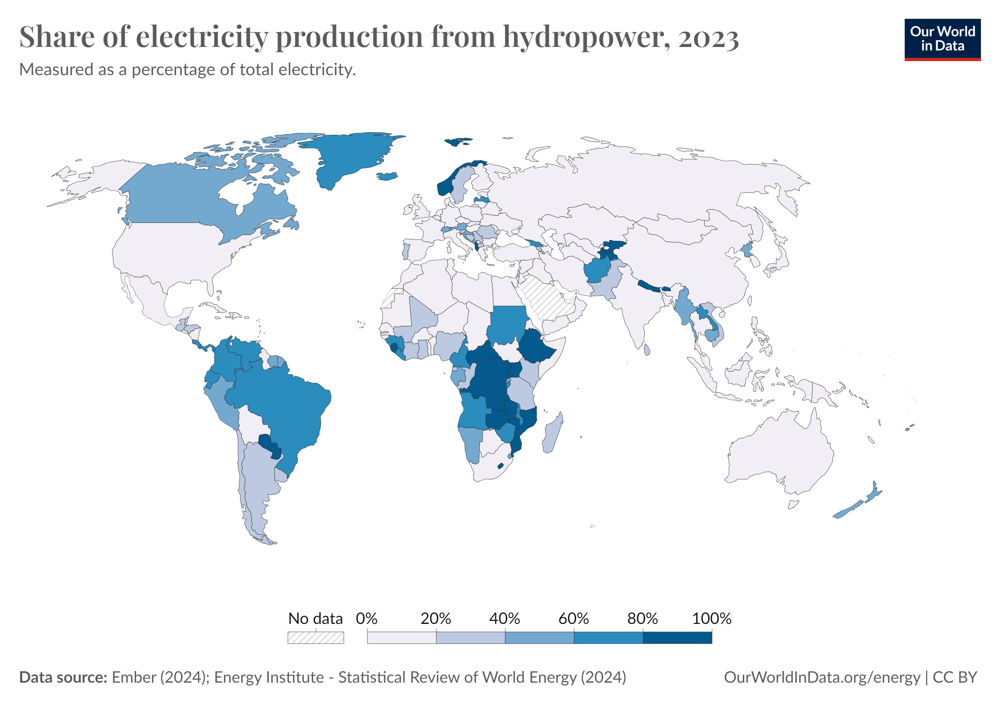 Share of electricity production from hydropower, 2023
Measured as a percentage of total electricity.
Our World
in Data
No data 0% 20% 40% 60% 80% 100%
Data source: Ember (2024); Energy Institute - Statistical Review of World Energy (2024)
OurWorldInData.org/energy | CC BY